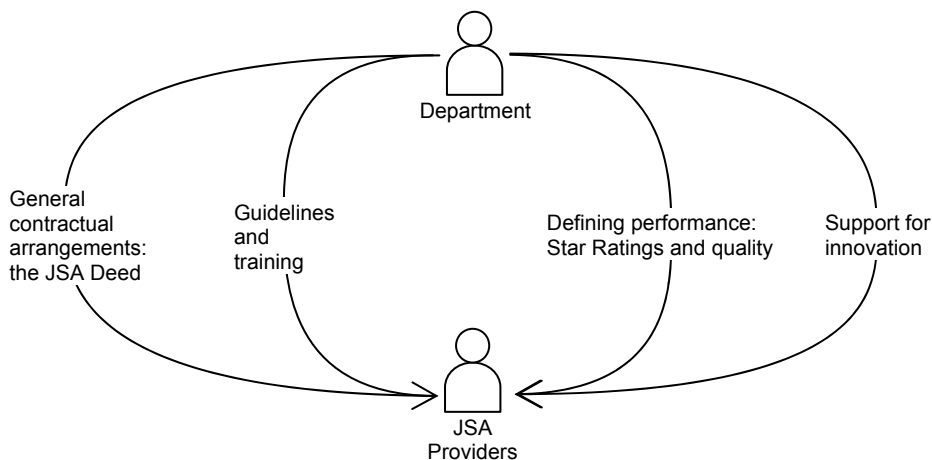 Department
General
contractual
arrangements:
the JSA Deed
Guidelines
and
training
Defining performance:
Star Ratings and quality
Support for
innovation
JSA
Providers